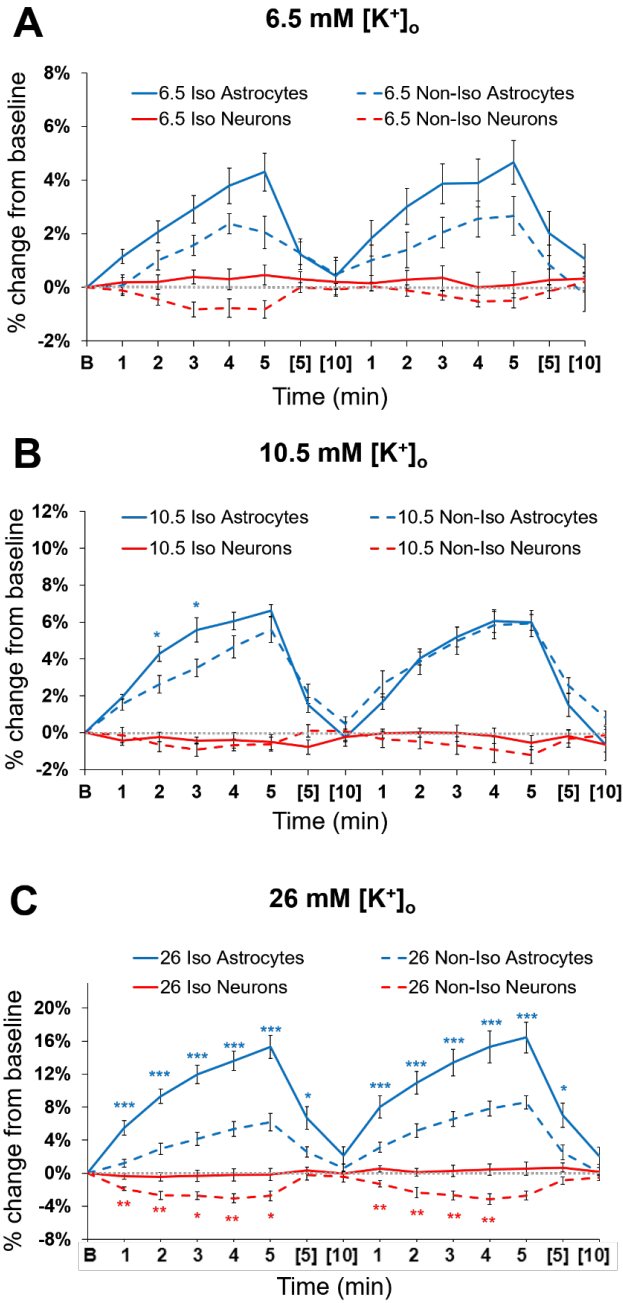 A
6.5 mM [K⁺]ₒ
8%
6%
4%
2%
0%
-2%
% change from baseline
6.5 Iso Astrocytes
6.5 Non-Iso Astrocytes
6.5 Iso Neurons
6.5 Non-Iso Neurons
B 1 2 3 4 5 [5] [10] 1 2 3 4 5 [5] [10]
Time (min)
B
10.5 mM [K⁺]ₒ
12%
10%
8%
6%
4%
2%
0%
-2%
% change from baseline
10.5 Iso Astrocytes
10.5 Non-Iso Astrocytes
10.5 Iso Neurons
10.5 Non-Iso Neurons
* *
B 1 2 3 4 5 [5] [10] 1 2 3 4 5 [5] [10]
Time (min)
C
26 mM [K⁺]ₒ
20%
16%
12%
8%
4%
0%
-4%
-8%
% change from baseline
26 Iso Astrocytes
26 Non-Iso Astrocytes
26 Iso Neurons
26 Non-Iso Neurons
*** *** *** *** *** * *** *** *** *** *** *
** ** * ** * ** ** ** **
B 1 2 3 4 5 [5] [10] 1 2 3 4 5 [5] [10]
Time (min)